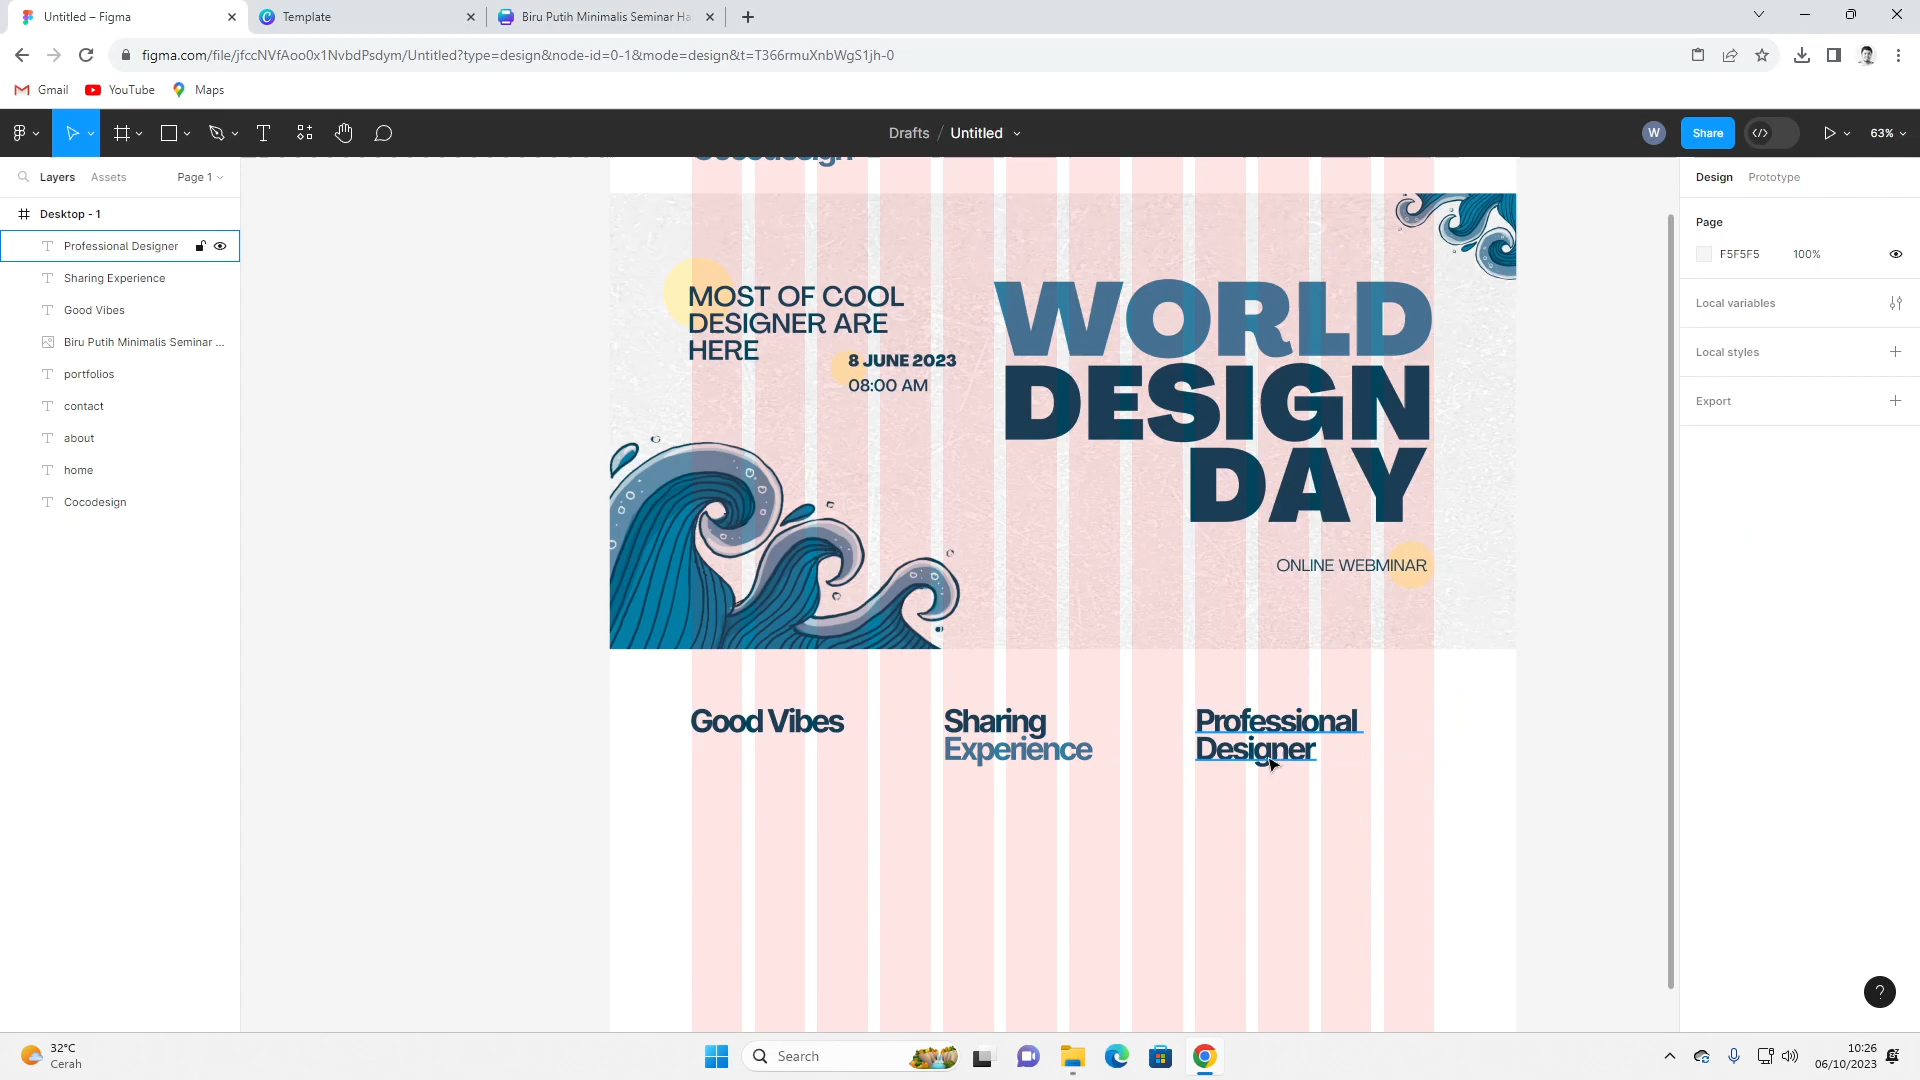 Untitled – Figma
Template
Biru Putih Minimalis Seminar Ha
figma.com/file/jfccNVfAoo0x1NvbdPsdym/Untitled?type=design&node-id=0-1&mode=design&t=T366rmuXnbWgS1jh-0
Gmail
YouTube
Maps
Drafts / Untitled
W
Share
63%
Layers
Assets
Page 1
Desktop - 1
Professional Designer
Sharing Experience
Good Vibes
Biru Putih Minimalis Seminar ...
portfolios
contact
about
home
Cocodesign
Cocodesign
MOST OF COOL
DESIGNER ARE
HERE
8 JUNE 2023
08:00 AM
WORLD
DESIGN
DAY
ONLINE WEBMINAR
Good Vibes
Sharing
Experience
Professional
Designer
Design
Prototype
Page
F5F5F5
100%
Local variables
Local styles
Export
?
32°C
Cerah
Search
10:26
06/10/2023